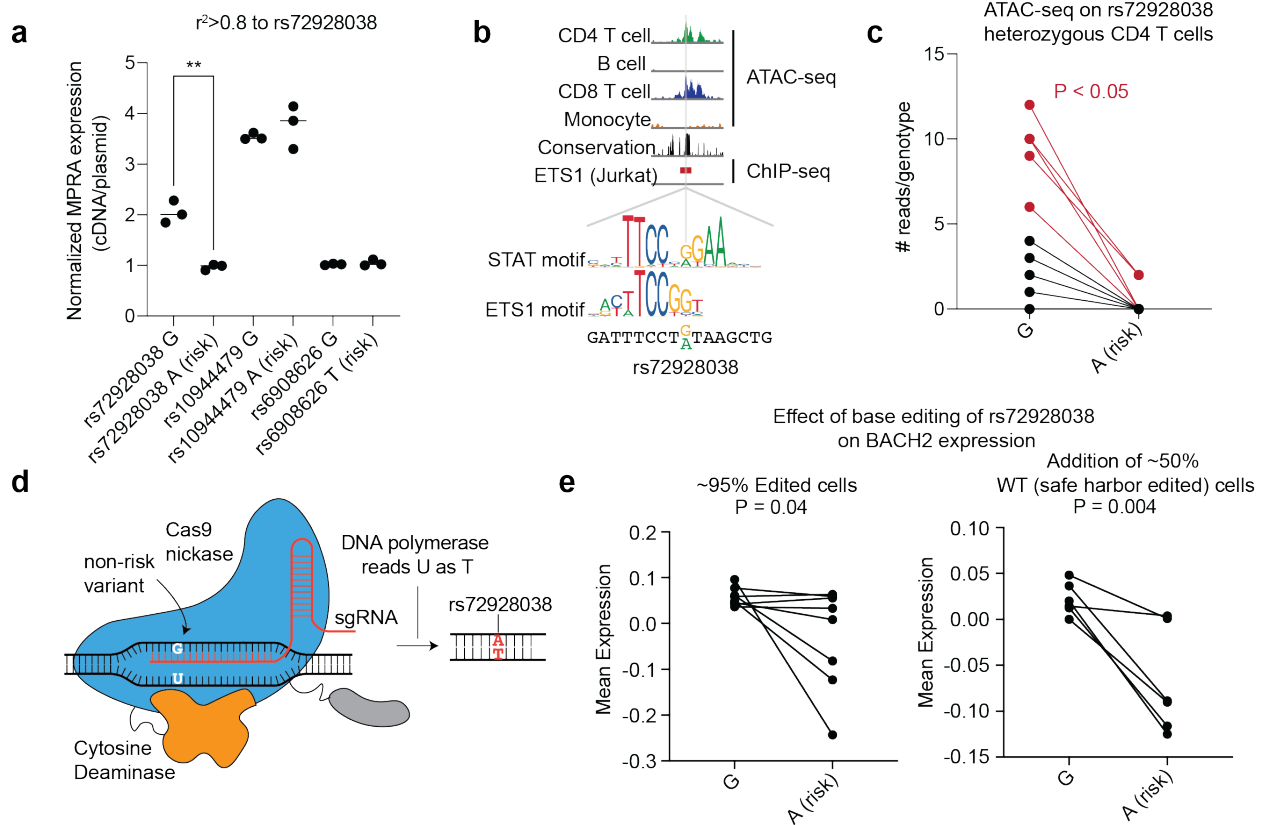 a
r²>0.8 to rs72928038
Normalized MPRA expression
(cDNA/plasmid)
5
4
3
2
1
0
**
rs72928038 G
rs72928038 A (risk)
rs10944479 G
rs10944479 A (risk)
rs6908626 G
rs6908626 T (risk)
b
CD4 T cell
B cell
CD8 T cell
Monocyte
ATAC-seq
Conservation
ETS1 (Jurkat)
ChIP-seq
STAT motif
TTCC GGAA
ETS1 motif
ACTTCCGGT
GATTTCCT G/A TAAGCTG
rs72928038
c
ATAC-seq on rs72928038
heterozygous CD4 T cells
# reads/genotype
15
10
5
0
P < 0.05
G
A (risk)
d
Cas9
nickase
non-risk
variant
G
U
sgRNA
Cytosine
Deaminase
DNA polymerase
reads U as T
rs72928038
A
T
Effect of base editing of rs72928038
on BACH2 expression
e
~95% Edited cells
P = 0.04
Mean Expression
0.2
0.1
0.0
-0.1
-0.2
-0.3
G
A (risk)
Addition of ~50%
WT (safe harbor edited) cells
P = 0.004
Mean Expression
0.10
0.05
0.00
-0.05
-0.10
-0.15
G
A (risk)